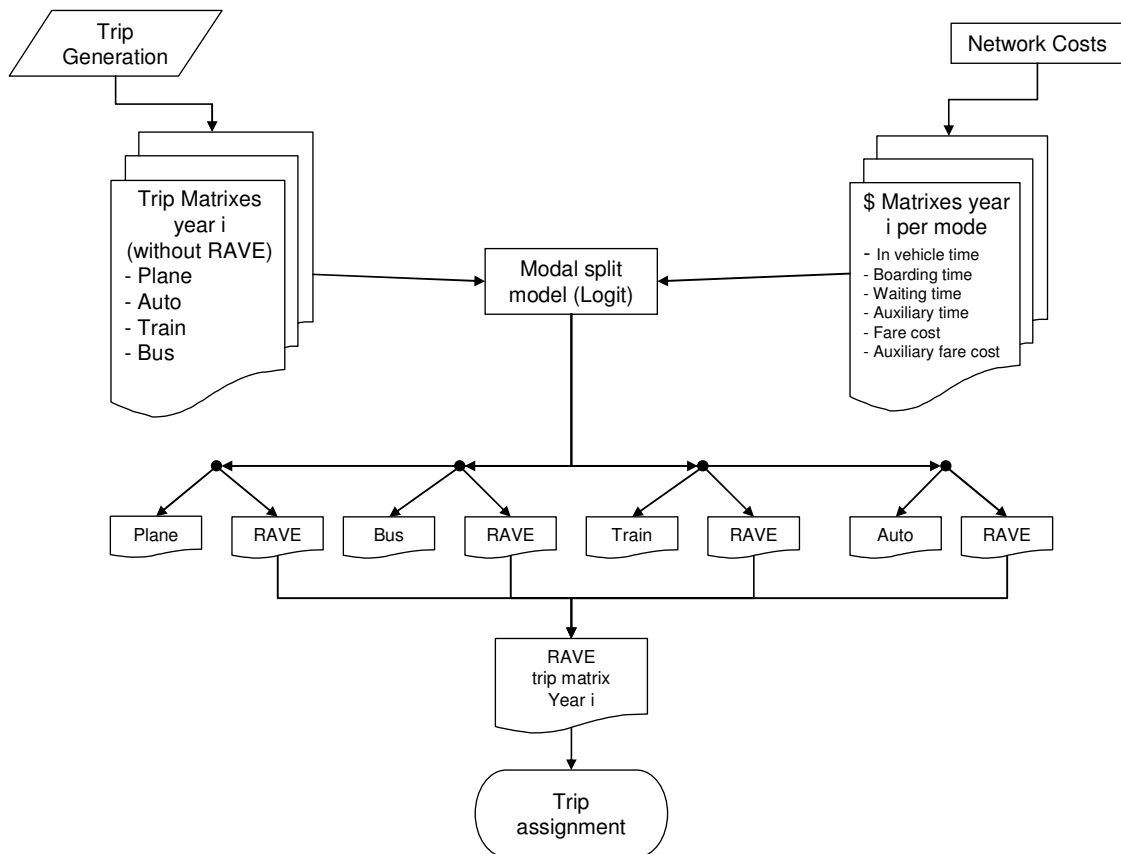 Trip
Generation
Network Costs
Trip Matrixes
year i
(without RAVE)
- Plane
- Auto
- Train
- Bus
Modal split
model (Logit)
$ Matrixes year
i per mode
- In vehicle time
- Boarding time
- Waiting time
- Auxiliary time
- Fare cost
- Auxiliary fare cost
Plane
RAVE
Bus
RAVE
Train
RAVE
Auto
RAVE
RAVE
trip matrix
Year i
Trip
assignment